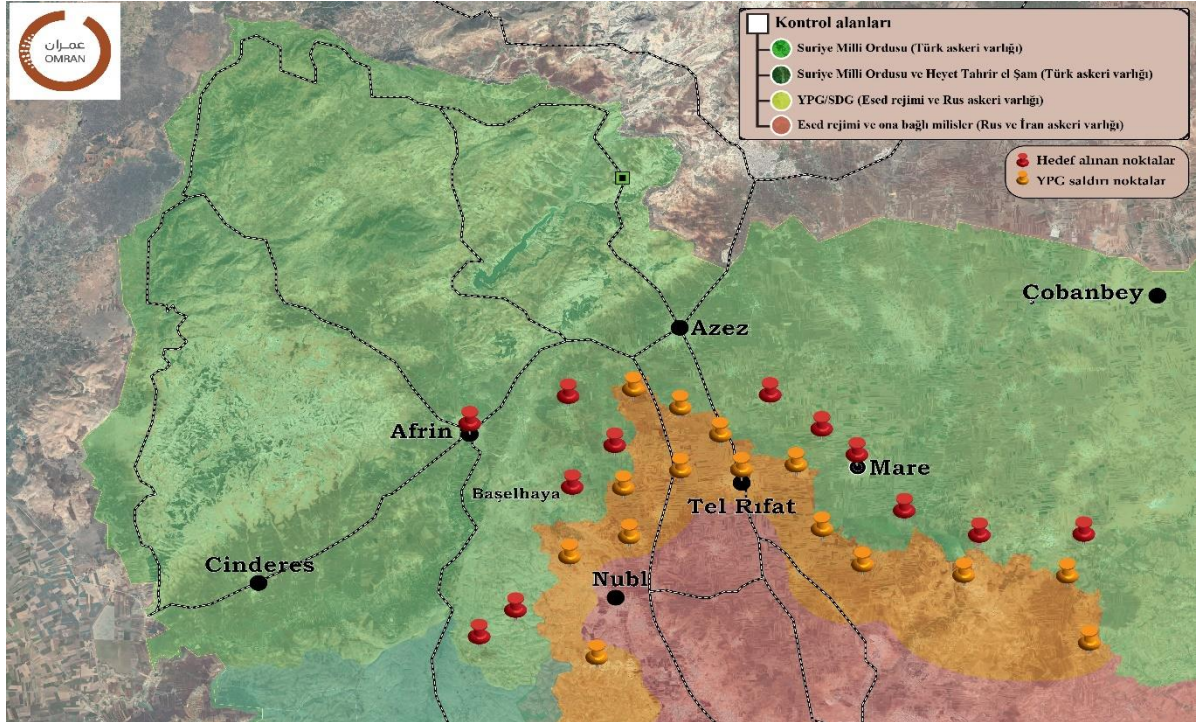 عمران
OMRAN
Kontrol alanları
Suriye Milli Ordusu (Türk askeri varlığı)
Suriye Milli Ordusu ve Heyet Tahrir el Şam (Türk askeri varlığı)
YPG/SDG (Esed rejimi ve Rus askeri varlığı)
Esed rejimi ve ona bağlı milisler (Rus ve İran askeri varlığı)
Hedef alınan noktalar
YPG saldırı noktalar
Çobanbey
Azez
Afrin
Mare
Başelhaya
Tel Rıfat
Cinderes
Nubl